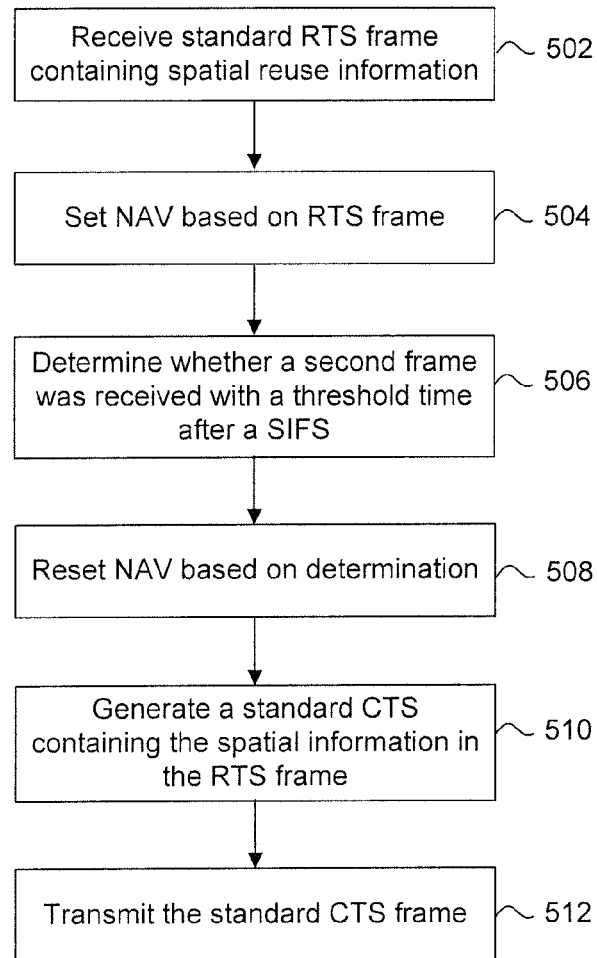 Receive standard RTS frame
containing spatial reuse information
502
Set NAV based on RTS frame
504
Determine whether a second frame
was received with a threshold time
after a SIFS
506
Reset NAV based on determination
508
Generate a standard CTS
containing the spatial information in
the RTS frame
510
Transmit the standard CTS frame
512